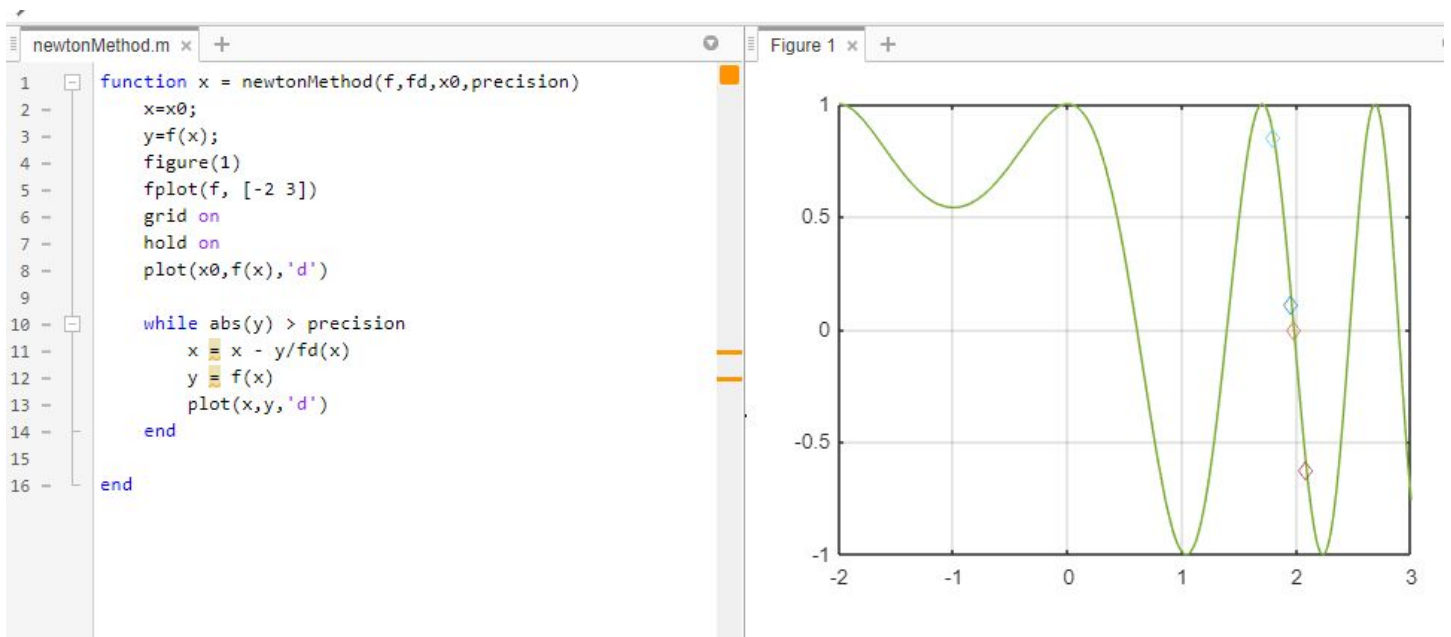 newtonMethod.m × +
1 function x = newtonMethod(f,fd,x0,precision)
2 - x=x0;
3 - y=f(x);
4 - figure(1)
5 - fplot(f, [-2 3])
6 - grid on
7 - hold on
8 - plot(x0,f(x),'d')
9
10 - while abs(y) > precision
11 - x = x - y/fd(x)
12 - y = f(x)
13 - plot(x,y,'d')
14 - end
15
16 - end
Figure 1 × +
1
0.5
0
-0.5
-1
-2 -1 0 1 2 3